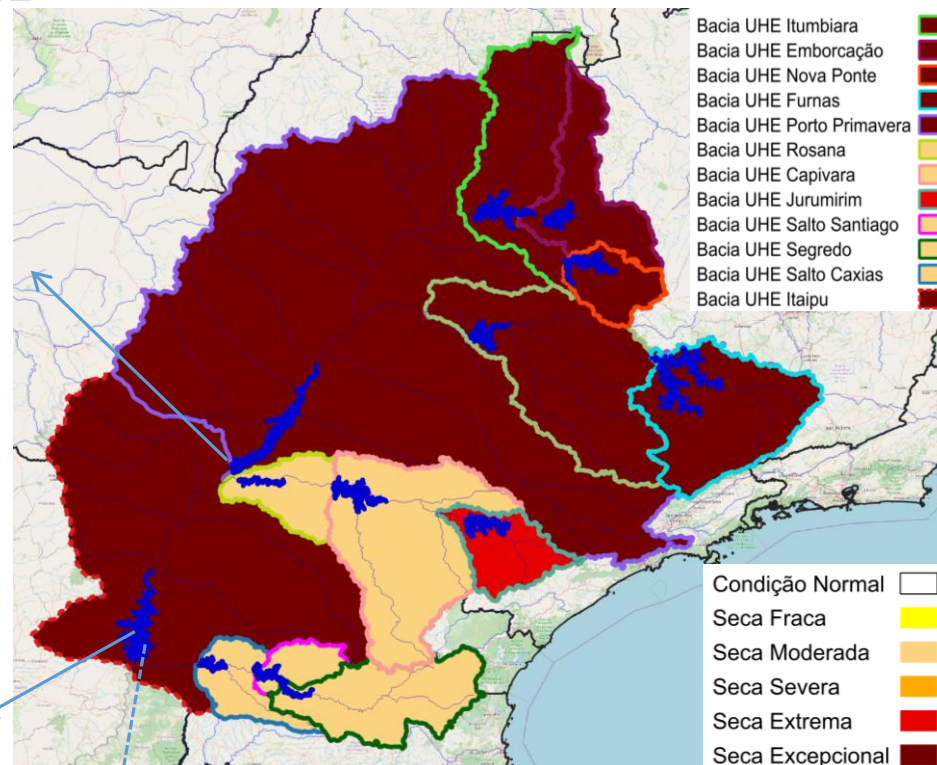 Bacia UHE Itumbiara
Bacia UHE Emborcação
Bacia UHE Nova Ponte
Bacia UHE Furnas
Bacia UHE Porto Primavera
Bacia UHE Rosana
Bacia UHE Capivara
Bacia UHE Jurumirim
Bacia UHE Salto Santiago
Bacia UHE Segredo
Bacia UHE Salto Caxias
Bacia UHE Itaipu
Condição Normal
Seca Fraca
Seca Moderada
Seca Severa
Seca Extrema
Seca Excepcional